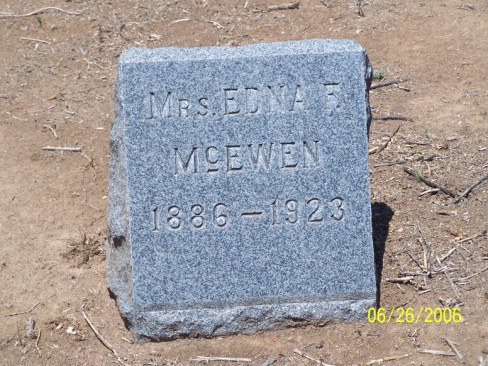 Mrs. EDNA F.
McEWEN
1886-1923
06/26/2006